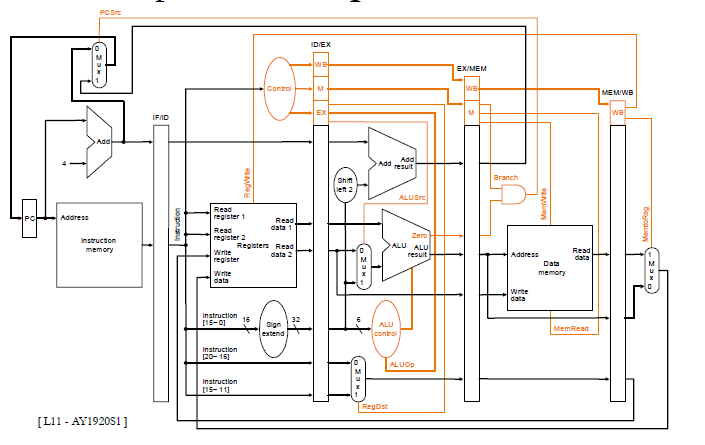 PCSrc
ID/EX
0
M
u
x
1
WB
EX/MEM
Control
M
WB
MEM/WB
IF/ID
EX
M
WB
Add
4
Add
Add
result
Shift
left 2
Branch
RegWrite
ALUSrc
MemWrite
MemtoReg
PC
Address
Instruction
memory
Instruction
Read
register 1
Read
data 1
Read
register 2
Registers
Read
data 2
Write
register
Write
data
0
M
u
x
1
Zero
ALU
ALU
result
Address
Read
data
Data
memory
Write
data
1
M
u
x
0
Instruction
[15–0]
16
Sign
extend
32
6
ALU
control
MemRead
Instruction
[20–16]
0
M
u
x
1
ALUOp
Instruction
[15–11]
RegDst
[ L11 - AY1920S1 ]